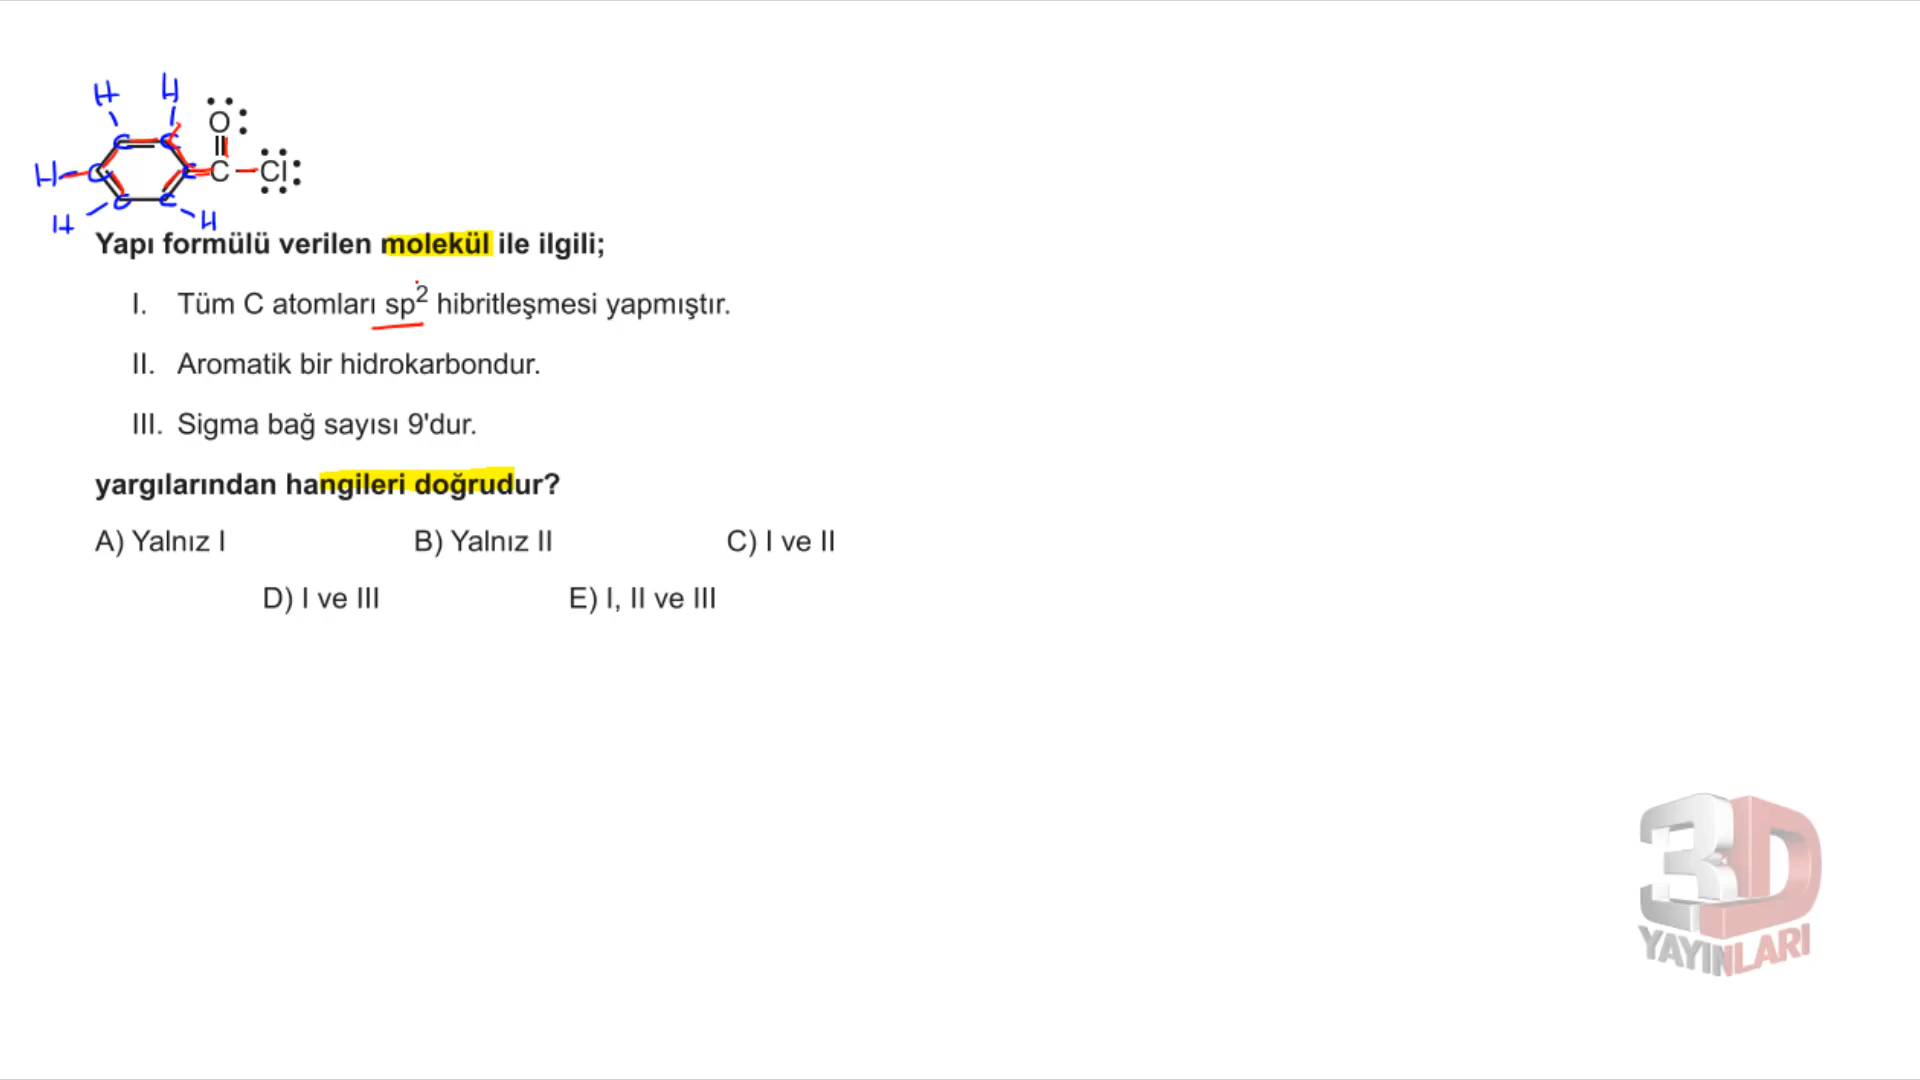 H H
O
H C C C C C Cl
C C
H H
Yapı formülü verilen molekül ile ilgili;
I. Tüm C atomları sp² hibritleşmesi yapmıştır.
II. Aromatik bir hidrokarbondur.
III. Sigma bağ sayısı 9'dur.
yargılarından hangileri doğrudur?
A) Yalnız I B) Yalnız II C) I ve II
D) I ve III E) I, II ve III
3D
YAYINLARI